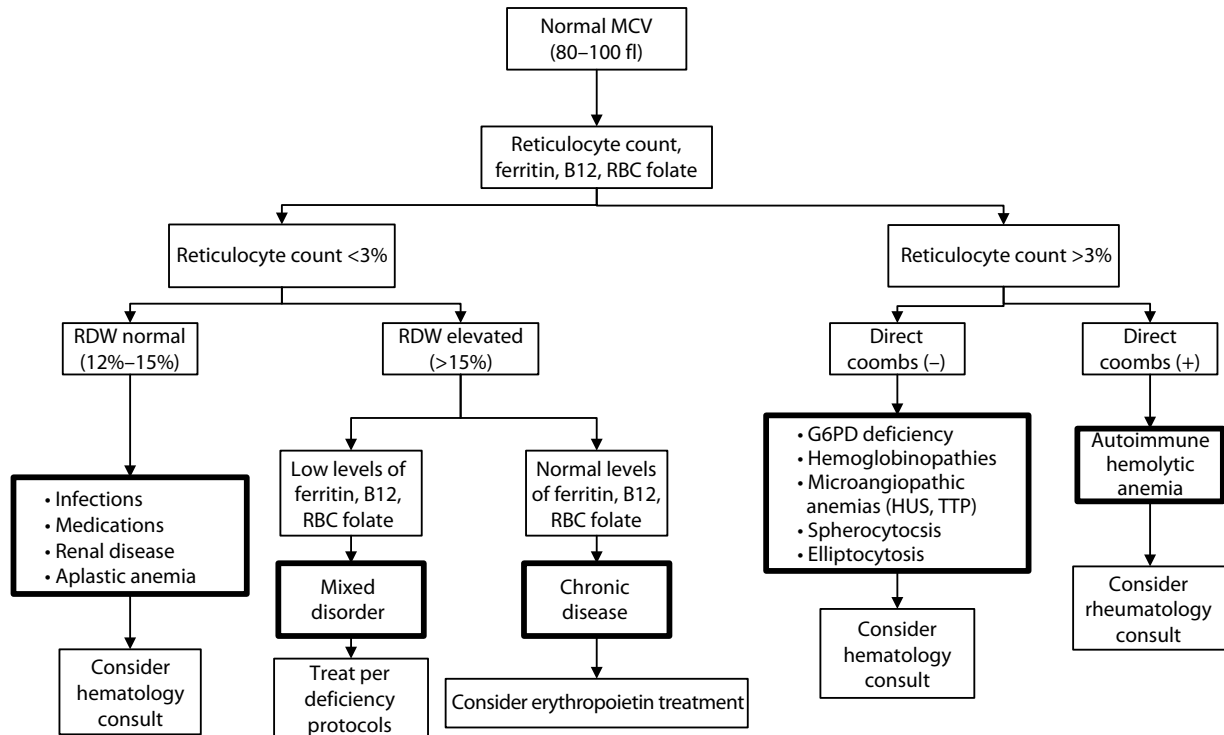 Normal MCV
(80–100 fl)
Reticulocyte count,
ferritin, B12, RBC folate
Reticulocyte count <3%
Reticulocyte count >3%
RDW normal
(12%–15%)
RDW elevated
(>15%)
Direct
coombs (–)
Direct
coombs (+)
• Infections
• Medications
• Renal disease
• Aplastic anemia
Low levels of
ferritin, B12,
RBC folate
Normal levels
of ferritin, B12,
RBC folate
• G6PD deficiency
• Hemoglobinopathies
• Microangiopathic
anemias (HUS, TTP)
• Spherocytocsis
• Elliptocytosis
Autoimmune
hemolytic
anemia
Mixed
disorder
Chronic
disease
Consider
hematology
consult
Treat per
deficiency
protocols
Consider erythropoietin treatment
Consider
hematology
consult
Consider
rheumatology
consult